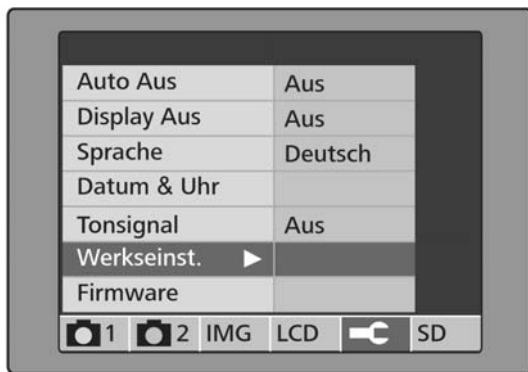 Auto Aus Aus
Display Aus Aus
Sprache Deutsch
Datum & Uhr
Tonsignal Aus
Werkseinst.
Firmware
1 2 IMG LCD SD